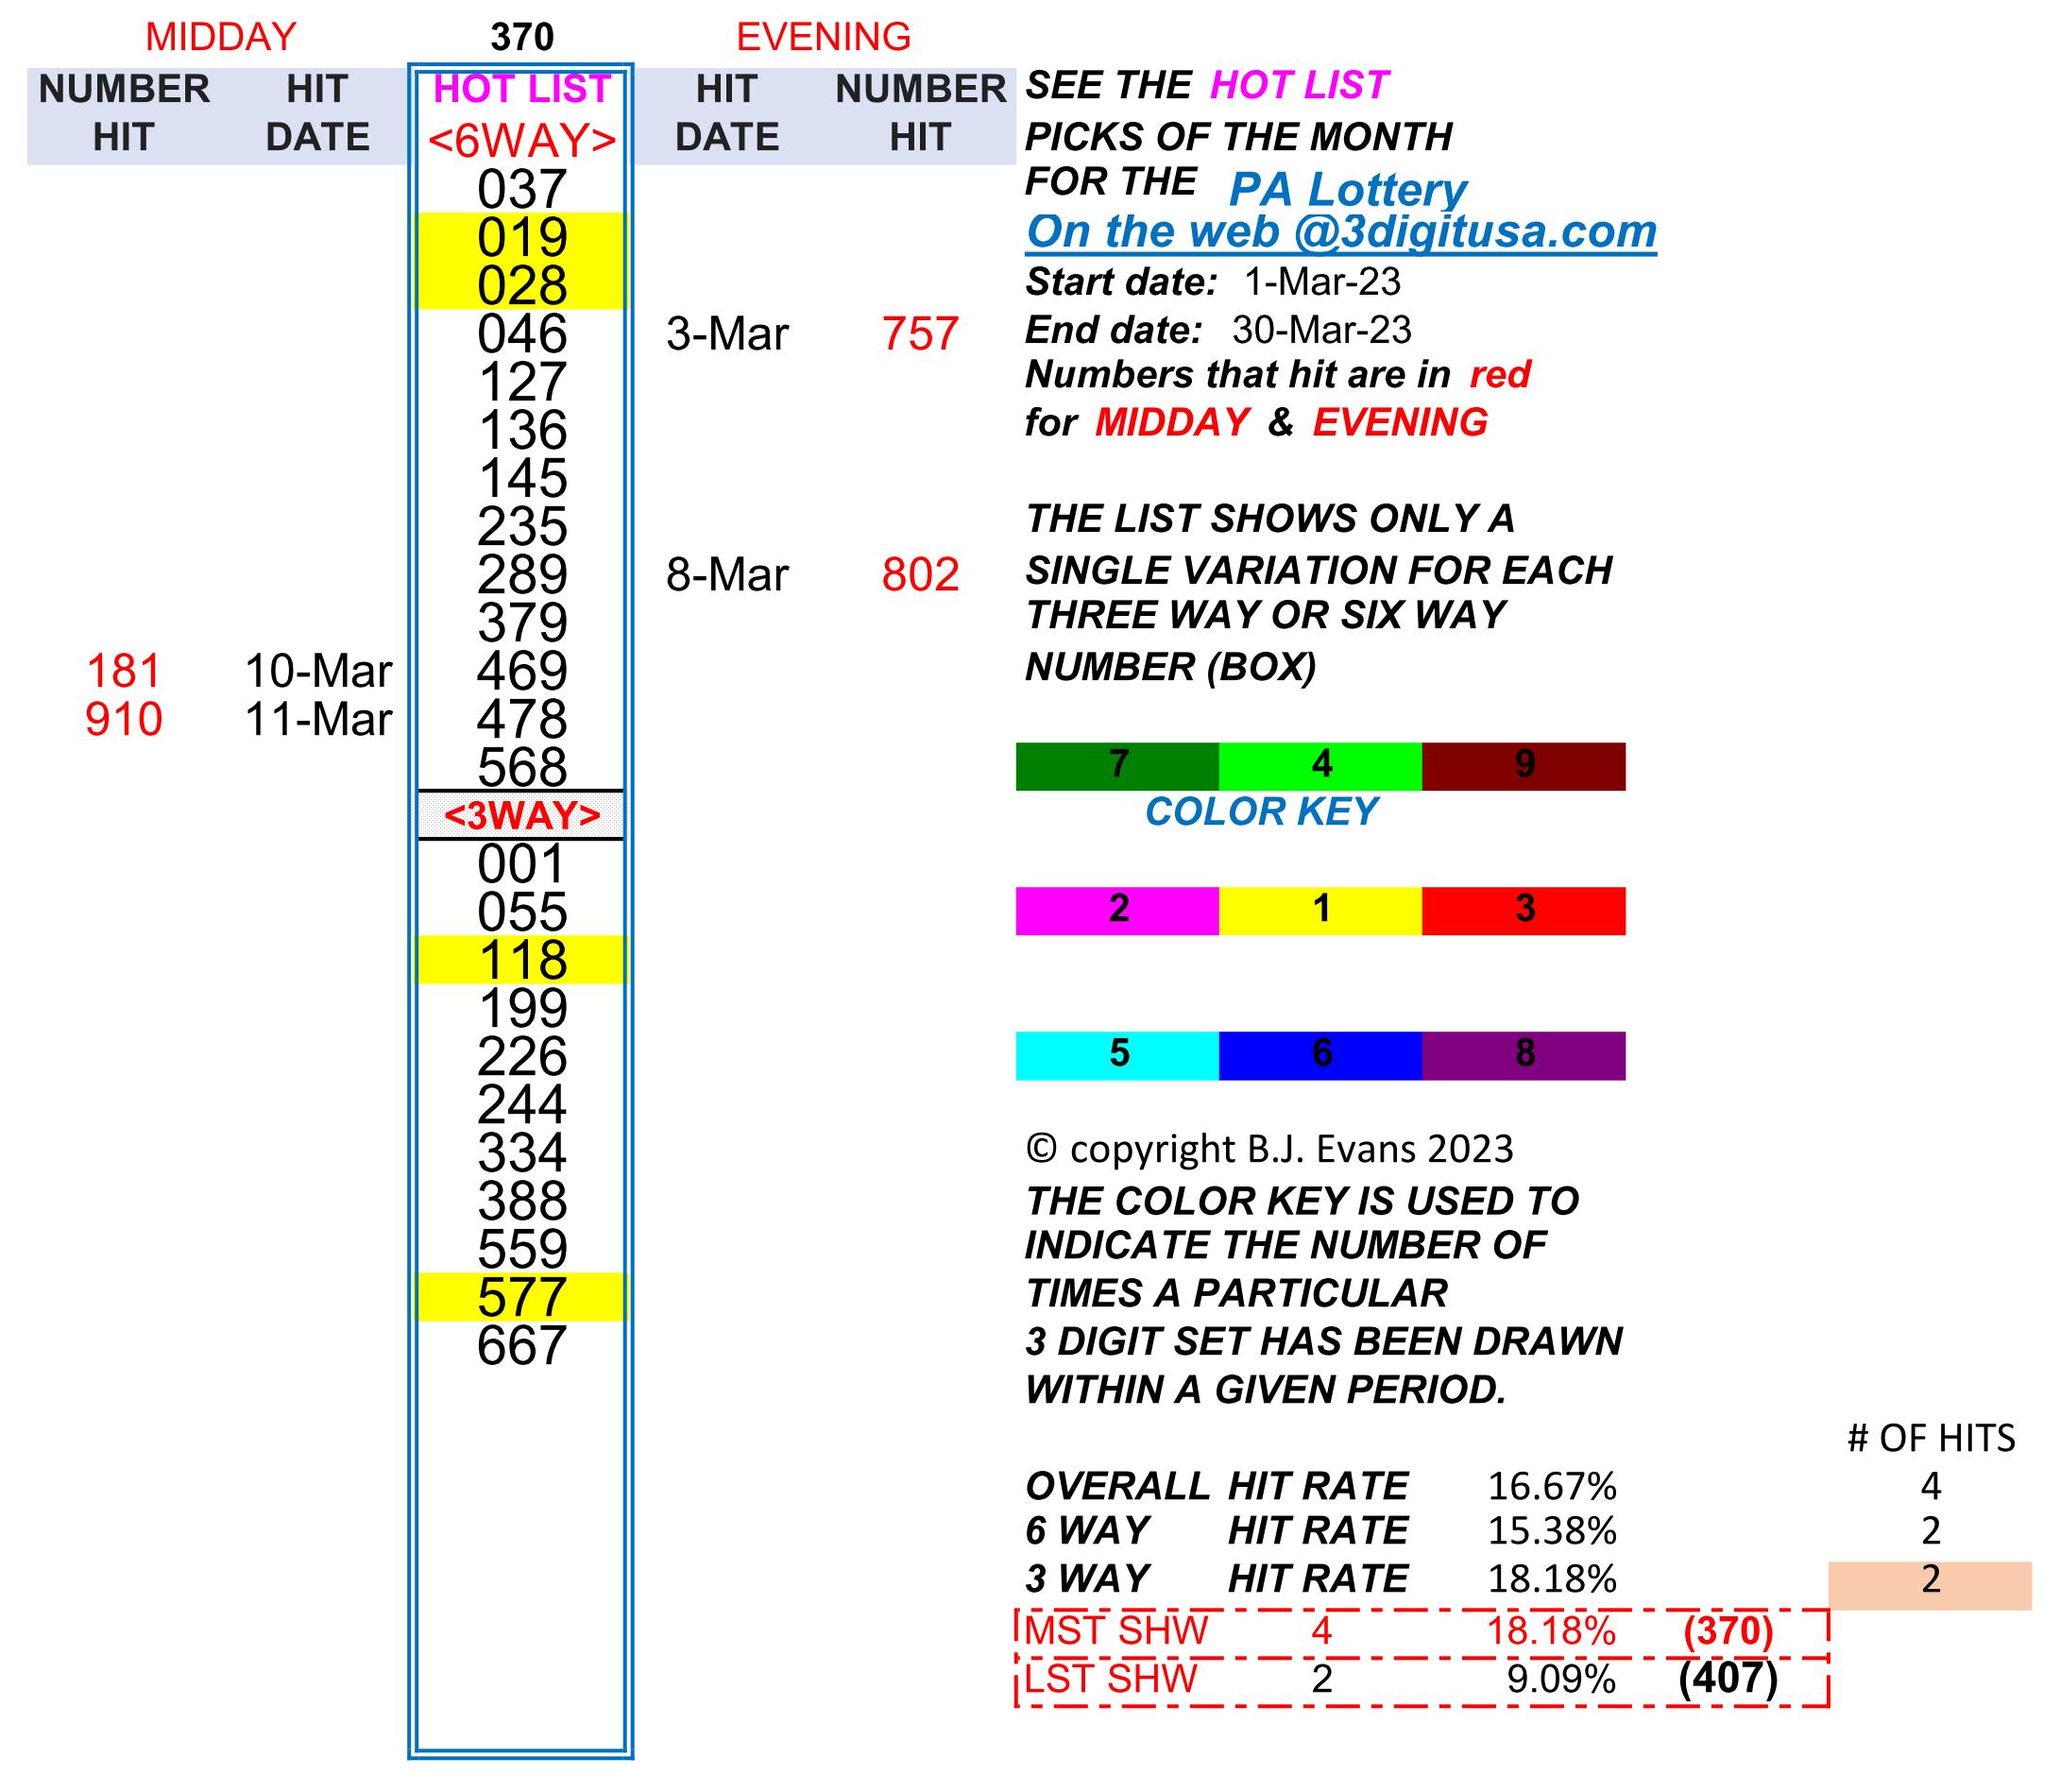 MIDDAY 370 EVENING
NUMBER HIT HOT LIST HIT NUMBER SEE THE HOT LIST
HIT DATE <6WAY> DATE HIT PICKS OF THE MONTH
037 FOR THE PA Lottery
019 On the web @3digitusa.com
028 Start date: 1-Mar-23
046 3-Mar 757 End date: 30-Mar-23
127 Numbers that hit are in red
136 for MIDDAY & EVENING
145
235 THE LIST SHOWS ONLY A
289 8-Mar 802 SINGLE VARIATION FOR EACH
379 THREE WAY OR SIX WAY
181 10-Mar 469 NUMBER (BOX)
910 11-Mar 478
568 7 4 9
<3WAY> COLOR KEY
001
055 2 1 3
118
199
226 5 6 8
244
334 © copyright B.J. Evans 2023
388 THE COLOR KEY IS USED TO
559 INDICATE THE NUMBER OF
577 TIMES A PARTICULAR
667 3 DIGIT SET HAS BEEN DRAWN
WITHIN A GIVEN PERIOD.
# OF HITS
OVERALL HIT RATE 16.67% 4
6 WAY HIT RATE 15.38% 2
3 WAY HIT RATE 18.18% 2
MST SHW 4 18.18% (370)
LST SHW 2 9.09% (407)